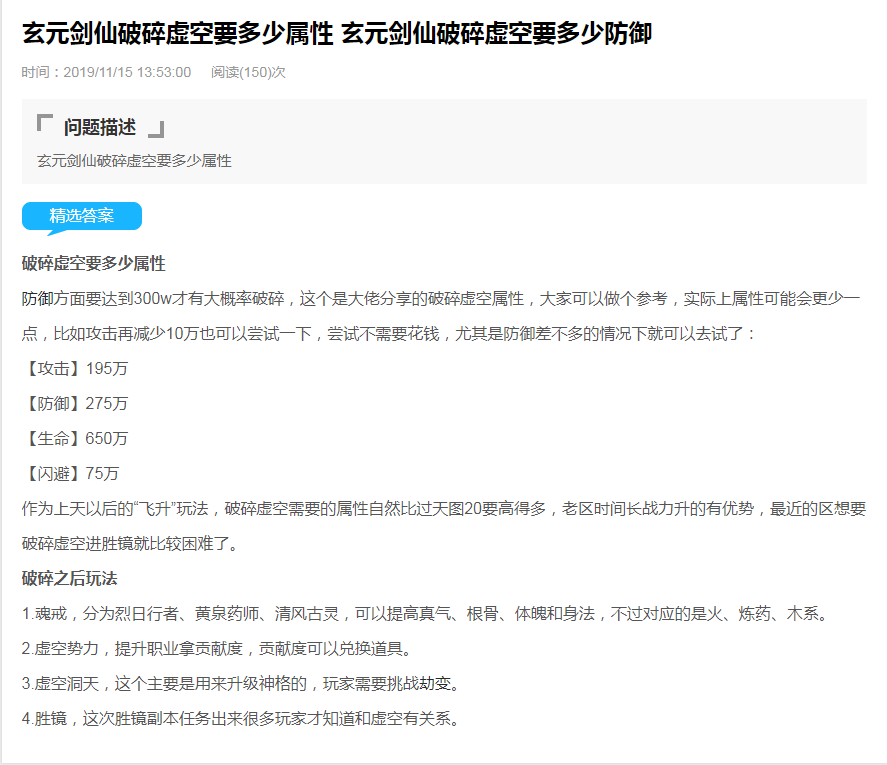 玄元剑仙破碎虚空要多少属性 玄元剑仙破碎虚空要多少防御
时间：2019/11/15 13:53:00 阅读(150)次
问题描述
玄元剑仙破碎虚空要多少属性
精选答案
破碎虚空要多少属性
防御方面要达到300w才有大概率破碎，这个是大佬分享的破碎虚空属性，大家可以做个参考，实际上属性可能会更少一
点，比如攻击再减少10万也可以尝试一下，尝试不需要花钱，尤其是防御差不多的情况下就可以去试了：
【攻击】195万
【防御】275万
【生命】650万
【闪避】75万
作为上天以后的“飞升”玩法，破碎虚空需要的属性自然比过天图20要高得多，老区时间长战力升的有优势，最近的区想要
破碎虚空进胜镜就比较困难了。
破碎之后玩法
1.魂戒，分为烈日行者、黄泉药师、清风古灵，可以提高真气、根骨、体魄和身法，不过对应的是火、炼药、木系。
2.虚空势力，提升职业拿贡献度，贡献度可以兑换道具。
3.虚空洞天，这个主要是用来升级神格的，玩家需要挑战劫变。
4.胜镜，这次胜镜副本任务出来很多玩家才知道和虚空有关系。